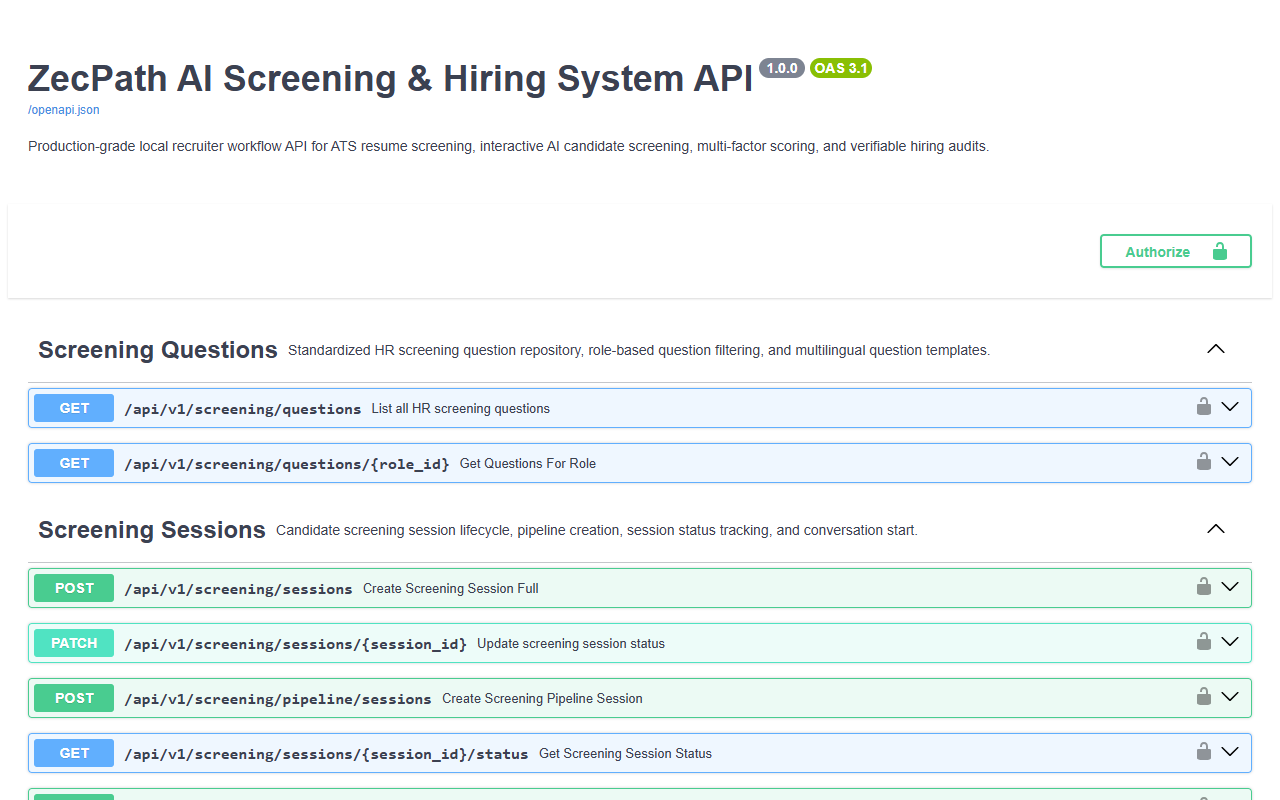 ZecPath AI Screening & Hiring System API 1.0.0 OAS 3.1
/openapi.json
Production-grade local recruiter workflow API for ATS resume screening, interactive AI candidate screening, multi-factor scoring, and verifiable hiring audits.
Authorize
Screening Questions Standardized HR screening question repository, role-based question filtering, and multilingual question templates.
GET /api/v1/screening/questions List all HR screening questions
GET /api/v1/screening/questions/{role_id} Get Questions For Role
Screening Sessions Candidate screening session lifecycle, pipeline creation, session status tracking, and conversation start.
POST /api/v1/screening/sessions Create Screening Session Full
PATCH /api/v1/screening/sessions/{session_id} Update screening session status
POST /api/v1/screening/pipeline/sessions Create Screening Pipeline Session
GET /api/v1/screening/sessions/{session_id}/status Get Screening Session Status